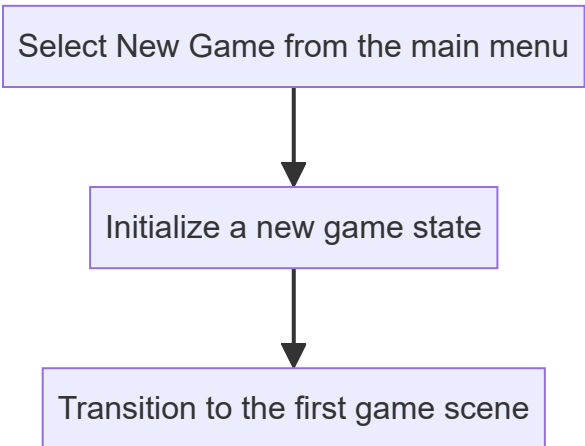 Select New Game from the main menu
Initialize a new game state
Transition to the first game scene